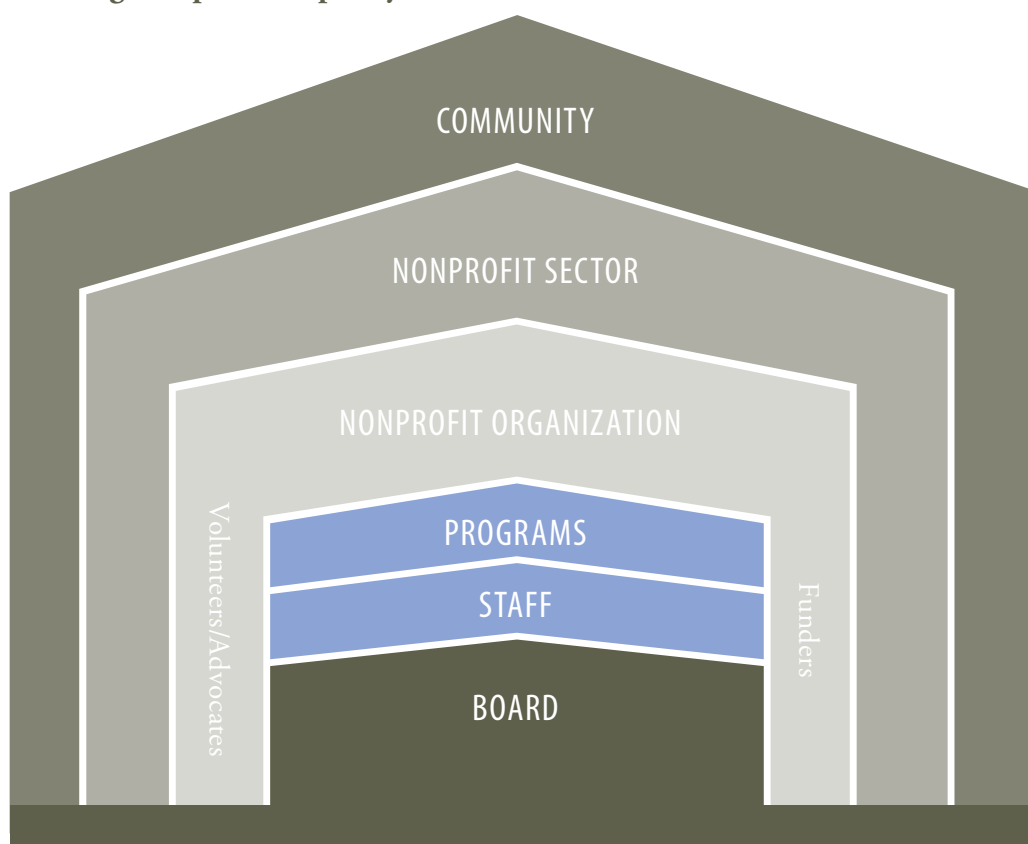 COMMUNITY
NONPROFIT SECTOR
NONPROFIT ORGANIZATION
PROGRAMS
STAFF
BOARD
Volunteers/Advocates
Funders